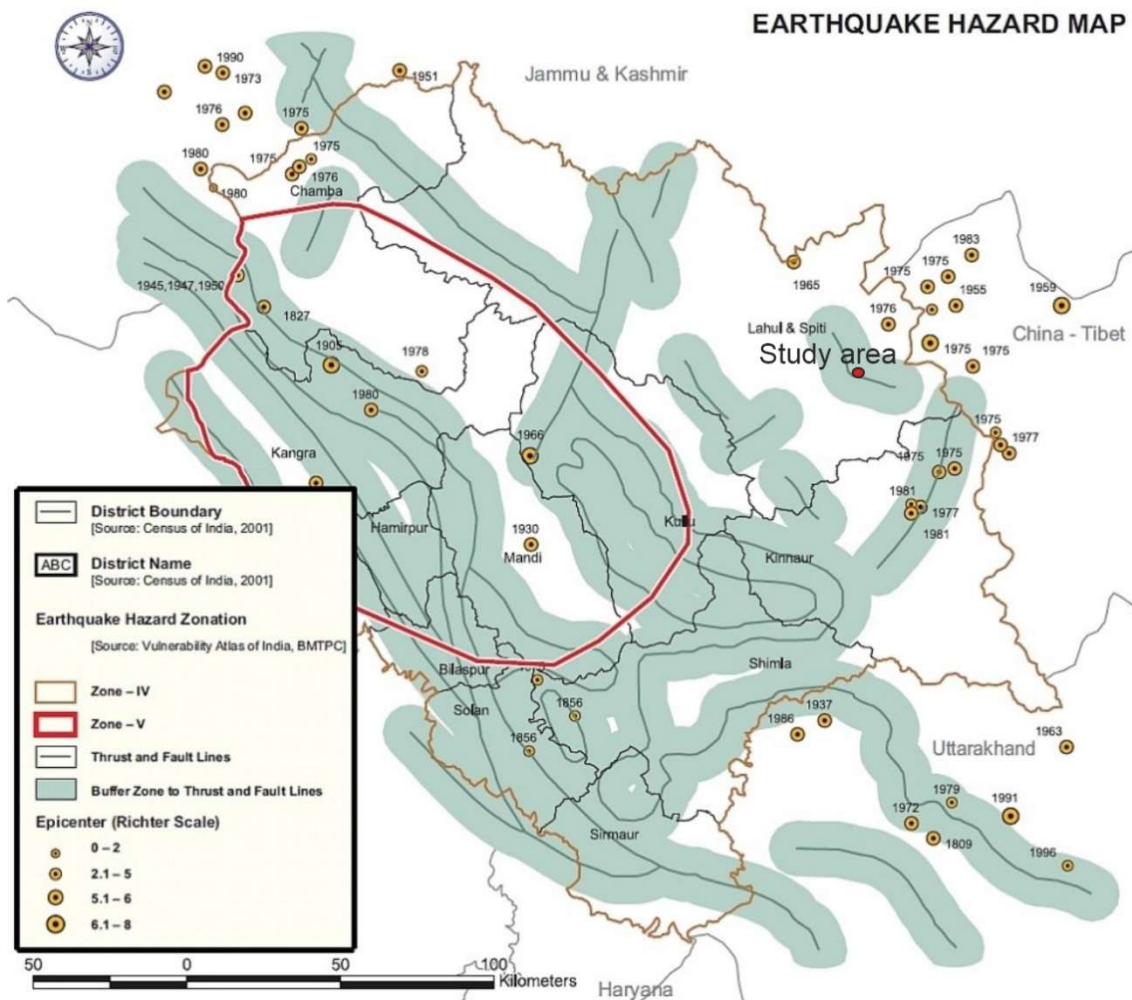 EARTHQUAKE HAZARD MAP
Jammu & Kashmir
1990
1973
1951
1976
1975
1980
1975
1975
1976
1980
Chamba
1983
1975
1975
1965
1945,1947,1950
1959
1955
1827
1976
Lahul & Spiti
China - Tibet
1905
1978
Study area
1975
1975
1980
1975
1977
1966
Kangra
1975
1975
1981
1977
Hamirpur
Kullu
1981
1930
Mandi
Kinnaur
Bilaspur
Shimla
Solan
1856
1937
1986
1856
Uttarakhand
1963
1979
1972
1991
1809
Sirmaur
1996
Haryana
District Boundary
[Source: Census of India, 2001]
ABC
District Name
[Source: Census of India, 2001]
Earthquake Hazard Zonation
[Source: Vulnerability Atlas of India, BMTPC]
Zone – IV
Zone – V
Thrust and Fault Lines
Buffer Zone to Thrust and Fault Lines
Epicenter (Richter Scale)
0 – 2
2.1 – 5
5.1 – 6
6.1 – 8
50
0
50
100
Kilometers